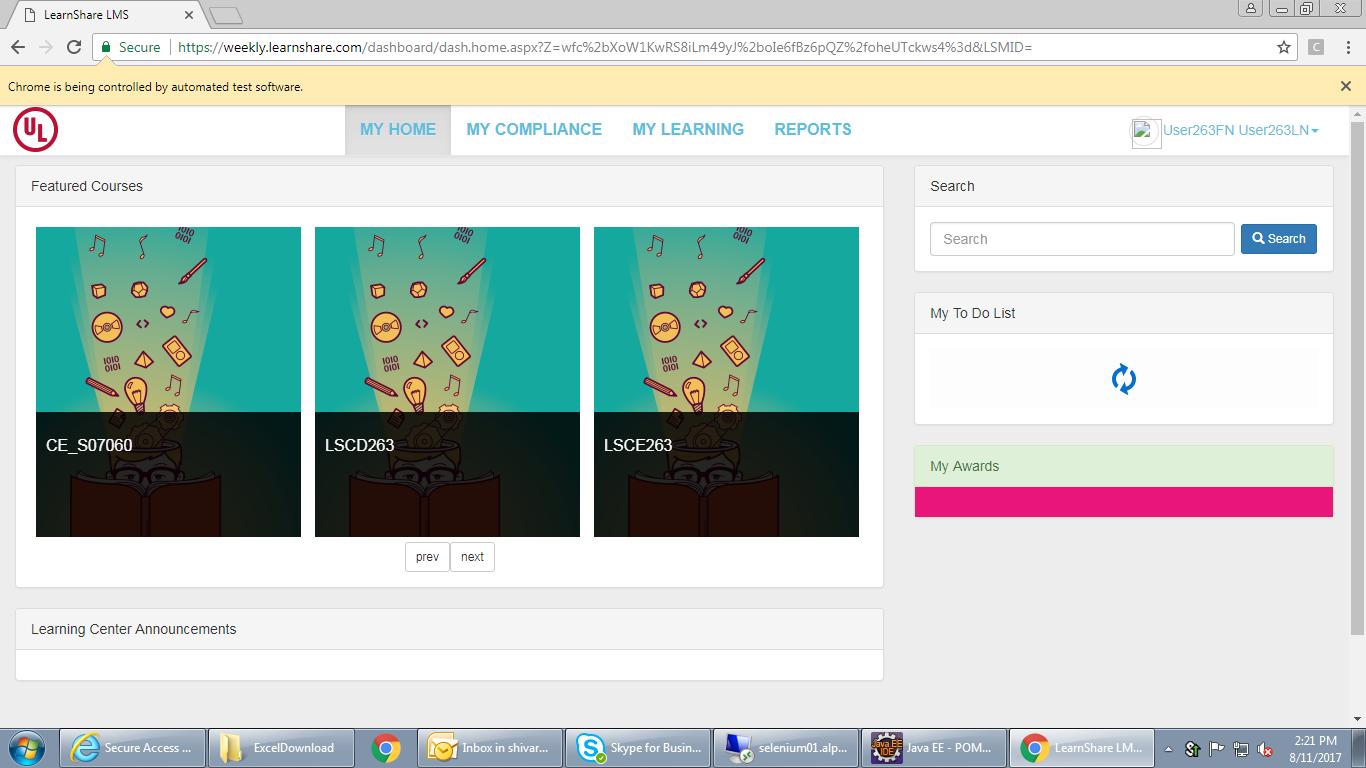 LearnShare LMS
Secure https://weekly.learnshare.com/dashboard/dash.home.aspx?Z=wfc%2bXoW1KwRS8iLm49yJ%2boIe6fBz6pQZ%2foheUTckws4%3d&LSMID=
Chrome is being controlled by automated test software.
UL MY HOME MY COMPLIANCE MY LEARNING REPORTS User263FN User263LN
Featured Courses
CE_S07060
LSCD263
LSCE263
prev next
Learning Center Announcements
Search
Search Search
My To Do List
My Awards
Secure Access ... ExcelDownload Inbox in shivar... Skype for Busin... selenium01.alp... Java EE - POM... LearnShare LM...
2:21 PM
8/11/2017